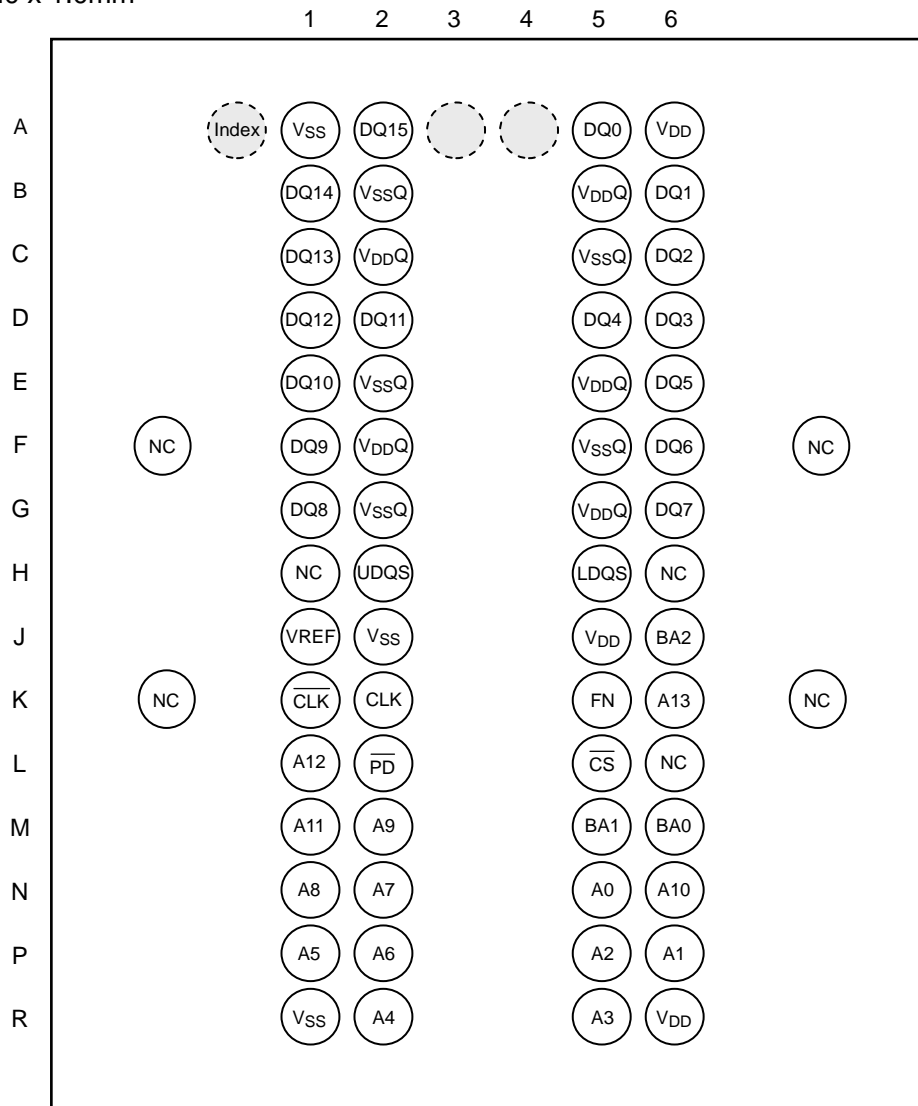 1 2 3 4 5 6
A Index VSS DQ15 DQ0 VDD
B DQ14 VSSQ VDDQ DQ1
C DQ13 VDDQ VSSQ DQ2
D DQ12 DQ11 DQ4 DQ3
E DQ10 VSSQ VDDQ DQ5
F NC DQ9 VDDQ VSSQ DQ6 NC
G DQ8 VSSQ VDDQ DQ7
H NC UDQS LDQS NC
J VREF VSS VDD BA2
K NC C̅L̅K̅ CLK FN A13 NC
L A12 P̅D̅ C̅S̅ NC
M A11 A9 BA1 BA0
N A8 A7 A0 A10
P A5 A6 A2 A1
R VSS A4 A3 VDD